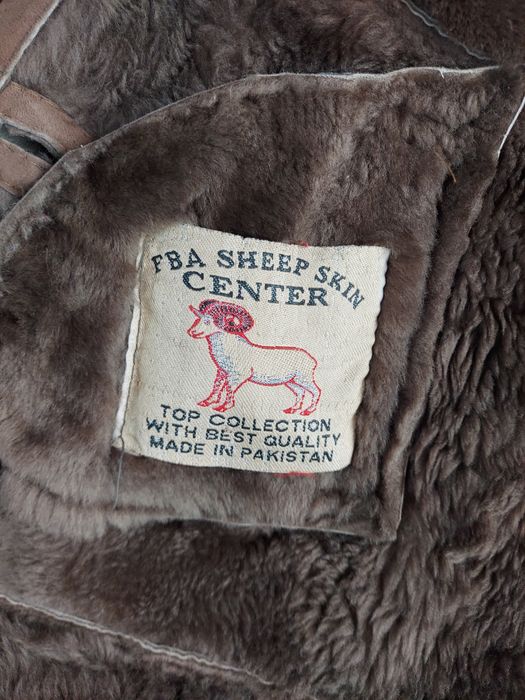 FBA SHEEP SKIN
CENTER
TOP COLLECTION
WITH BEST QUALITY
MADE IN PAKISTAN